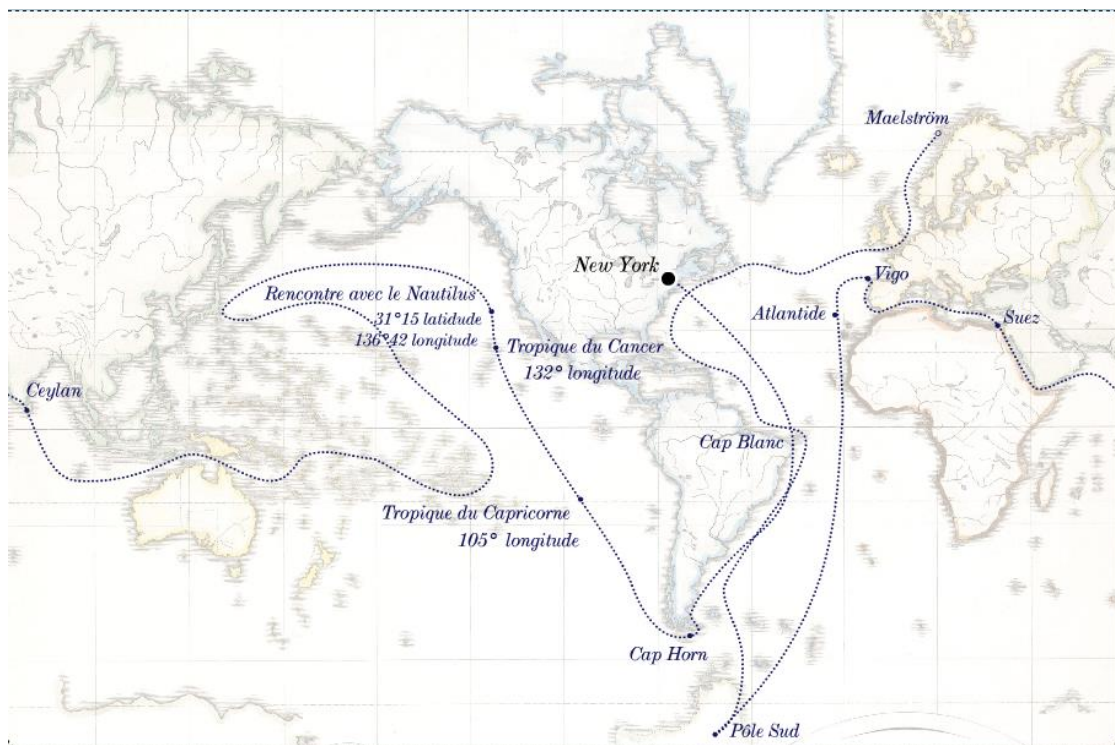 Maelström
New York
Vigo
Rencontre avec le Nautilus
31°15 latidude
136°42 longitude
Atlantide
Suez
Tropique du Cancer
132° longitude
Ceylan
Cap Blanc
Tropique du Capricorne
105° longitude
Cap Horn
Pôle Sud